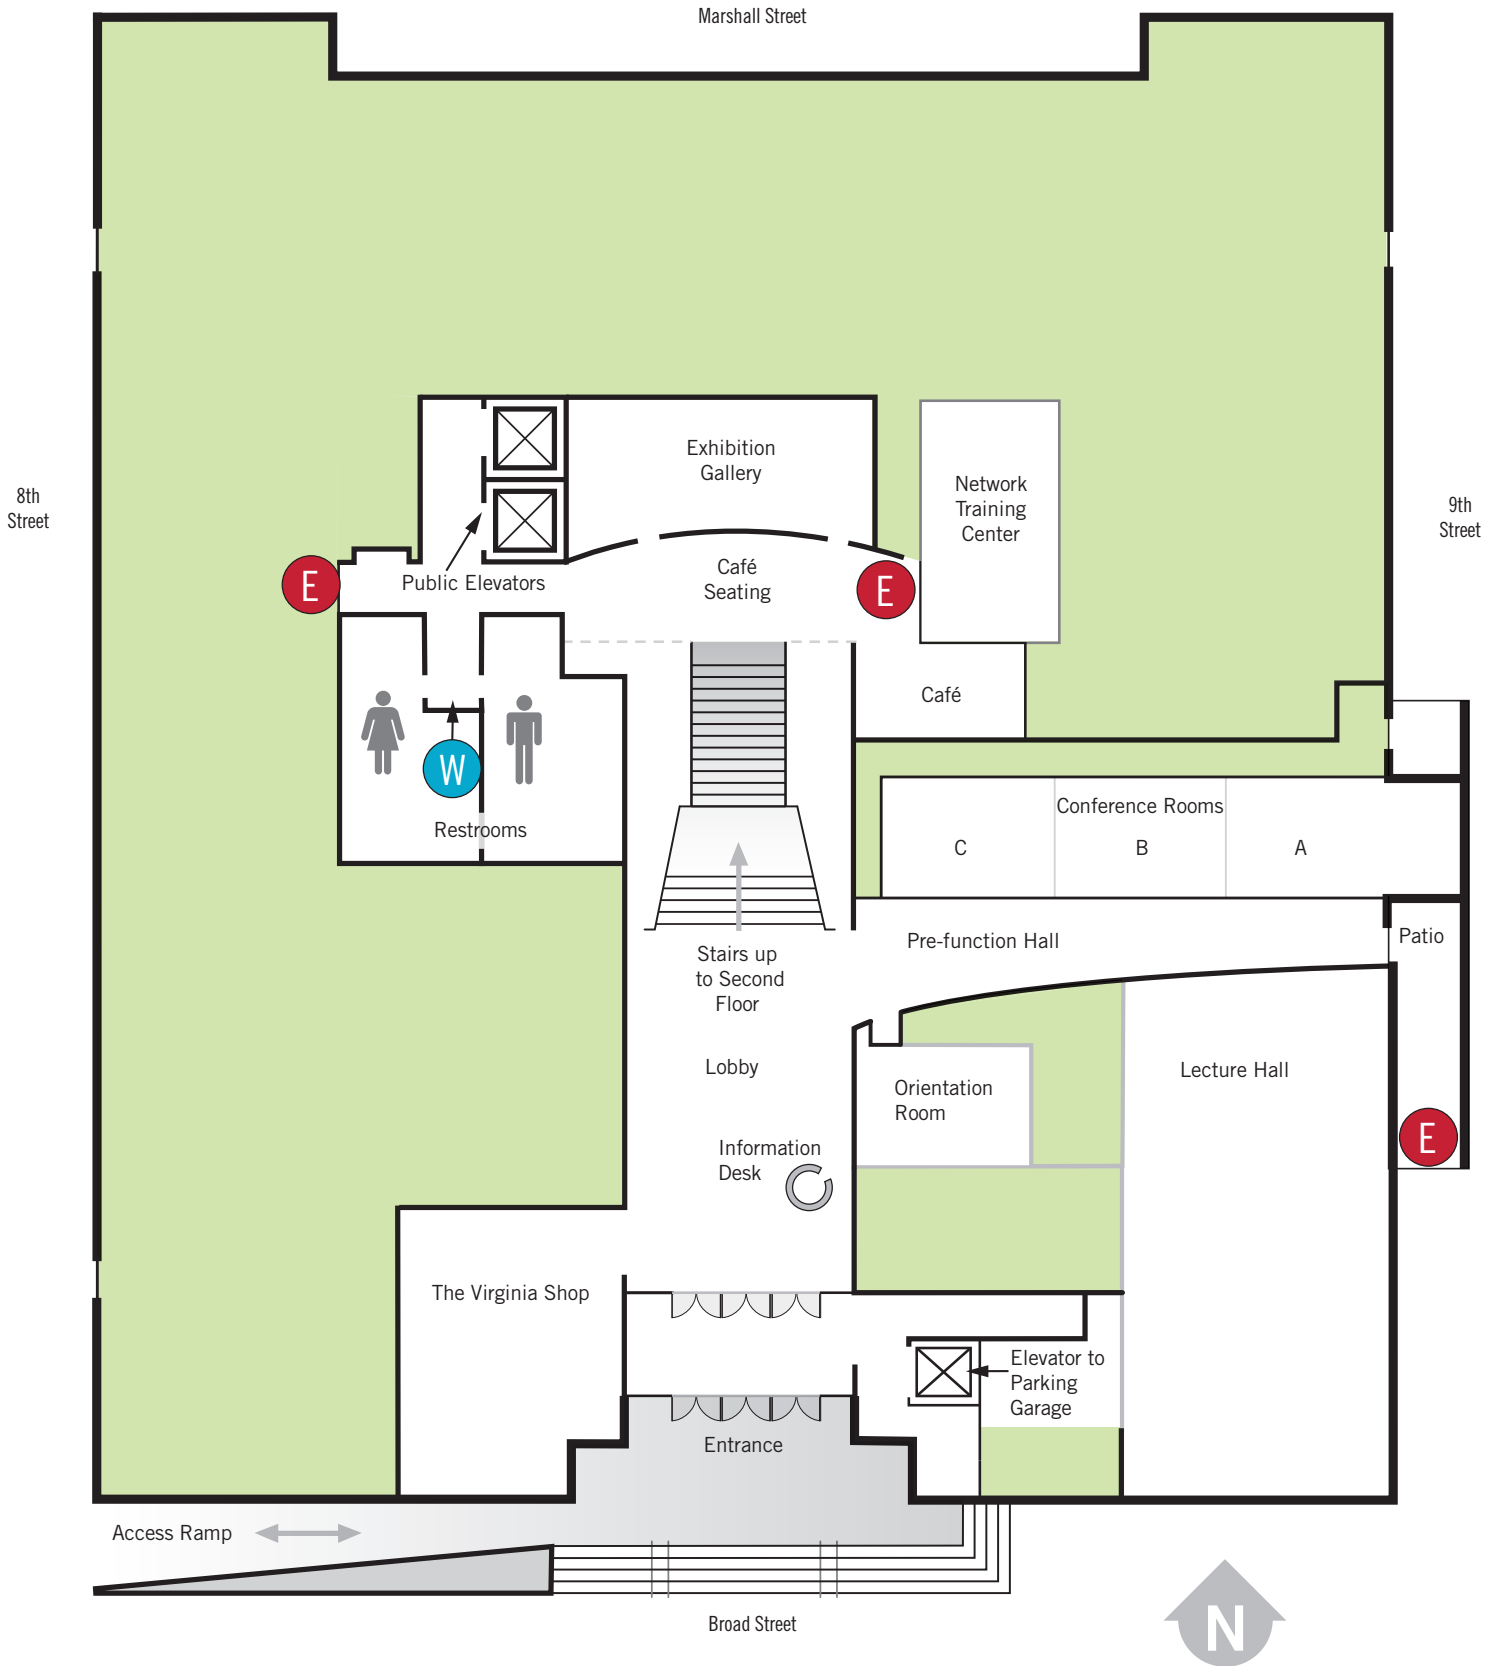 Marshall Street
8th
Street
9th
Street
Exhibition
Gallery
Network
Training
Center
Café
Seating
Public Elevators
E
E
Café
W
Restrooms
Conference Rooms
C
B
A
Pre-function Hall
Patio
Stairs up
to Second
Floor
Lobby
Lecture Hall
Orientation
Room
Information
Desk
E
The Virginia Shop
Elevator to
Parking
Garage
Entrance
Access Ramp
Broad Street
N